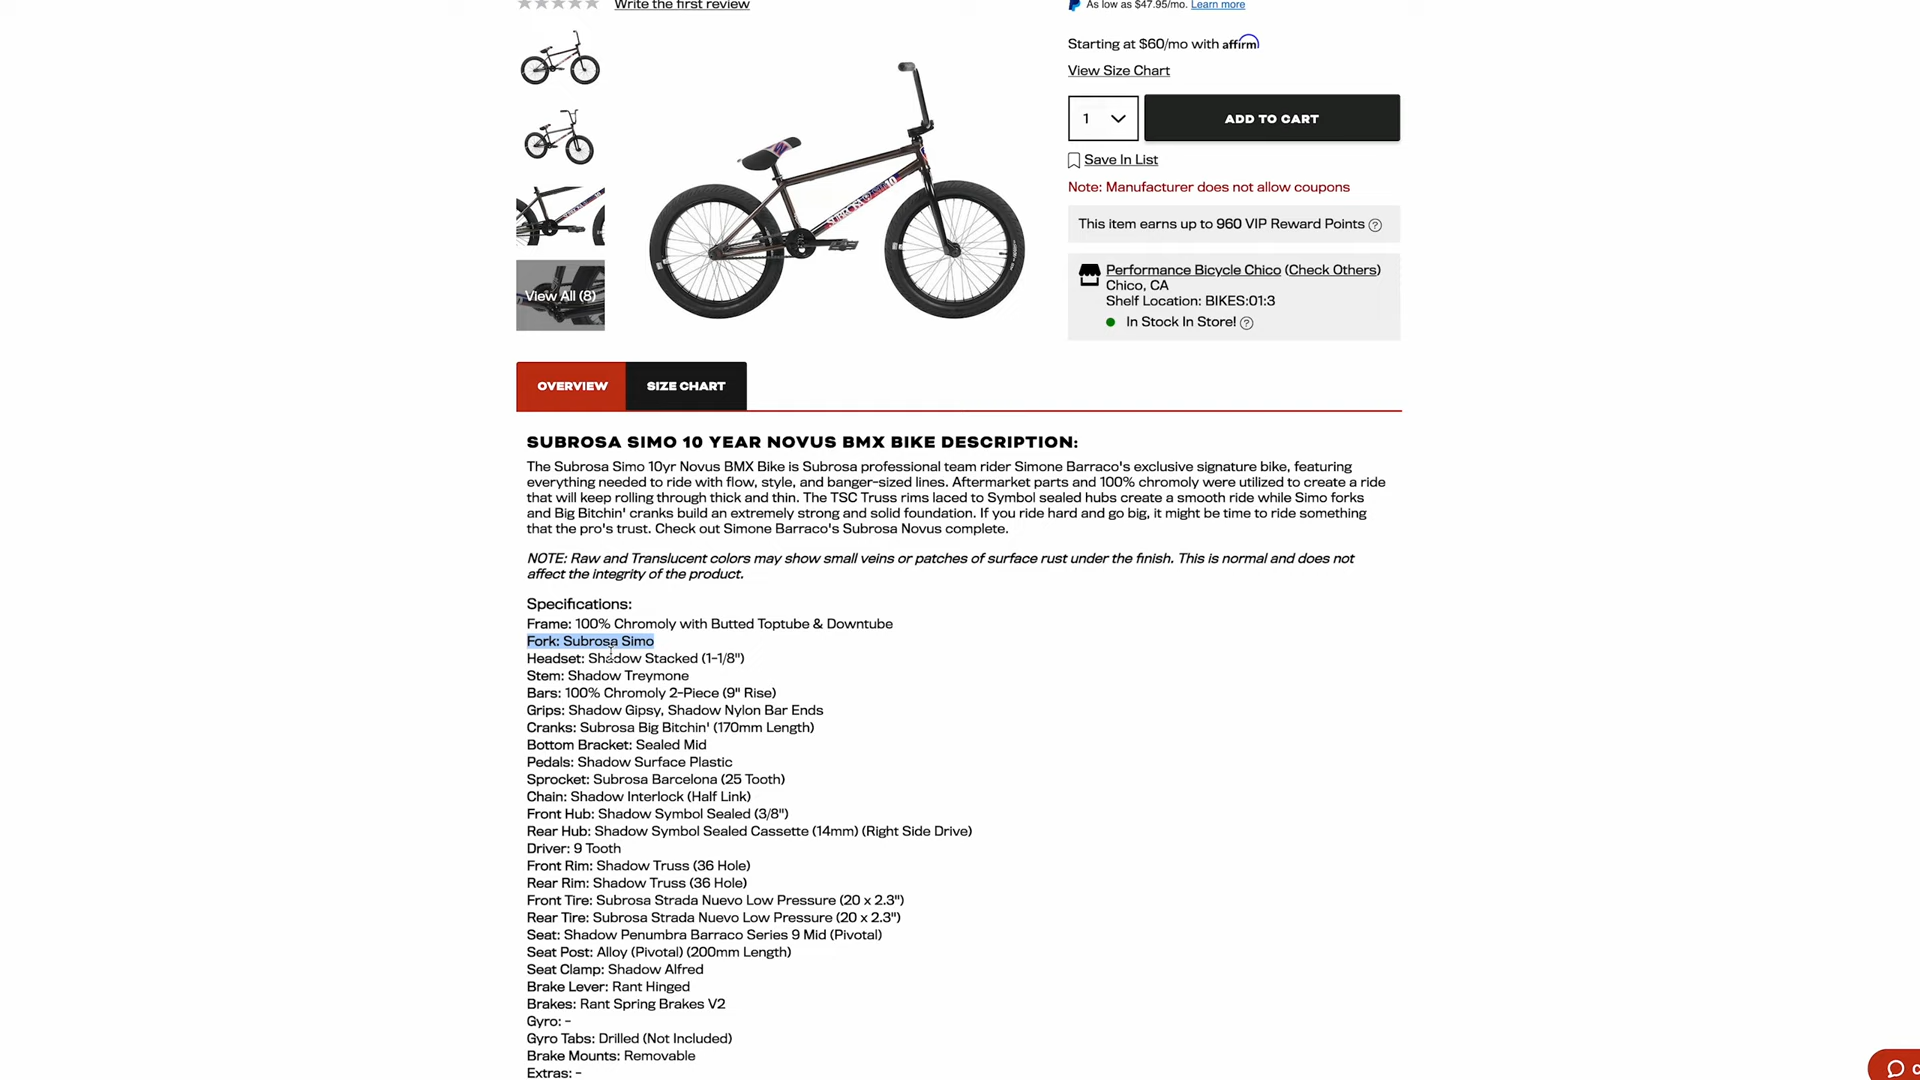 Write the first review
As low as $47.95/mo. Learn more
Starting at $60/mo with affirm
View Size Chart
1
ADD TO CART
Save In List
Note: Manufacturer does not allow coupons
This item earns up to 960 VIP Reward Points ?
Performance Bicycle Chico (Check Others)
Chico, CA
Shelf Location: BIKES:01:3
In Stock In Store! ?
View All (8)
OVERVIEW
SIZE CHART
SUBROSA SIMO 10 YEAR NOVUS BMX BIKE DESCRIPTION:
The Subrosa Simo 10yr Novus BMX Bike is Subrosa professional team rider Simone Barraco's exclusive signature bike, featuring
everything needed to ride with flow, style, and banger-sized lines. Aftermarket parts and 100% chromoly were utilized to create a ride
that will keep rolling through thick and thin. The TSC Truss rims laced to Symbol sealed hubs create a smooth ride while Simo forks
and Big Bitchin' cranks build an extremely strong and solid foundation. If you ride hard and go big, it might be time to ride something
that the pro's trust. Check out Simone Barraco's Subrosa Novus complete.
NOTE: Raw and Translucent colors may show small veins or patches of surface rust under the finish. This is normal and does not
affect the integrity of the product.
Specifications:
Frame: 100% Chromoly with Butted Toptube & Downtube
Fork: Subrosa Simo
Headset: Shadow Stacked (1-1/8")
Stem: Shadow Treymone
Bars: 100% Chromoly 2-Piece (9" Rise)
Grips: Shadow Gipsy, Shadow Nylon Bar Ends
Cranks: Subrosa Big Bitchin' (170mm Length)
Bottom Bracket: Sealed Mid
Pedals: Shadow Surface Plastic
Sprocket: Subrosa Barcelona (25 Tooth)
Chain: Shadow Interlock (Half Link)
Front Hub: Shadow Symbol Sealed (3/8")
Rear Hub: Shadow Symbol Sealed Cassette (14mm) (Right Side Drive)
Driver: 9 Tooth
Front Rim: Shadow Truss (36 Hole)
Rear Rim: Shadow Truss (36 Hole)
Front Tire: Subrosa Strada Nuevo Low Pressure (20 x 2.3")
Rear Tire: Subrosa Strada Nuevo Low Pressure (20 x 2.3")
Seat: Shadow Penumbra Barraco Series 9 Mid (Pivotal)
Seat Post: Alloy (Pivotal) (200mm Length)
Seat Clamp: Shadow Alfred
Brake Lever: Rant Hinged
Brakes: Rant Spring Brakes V2
Gyro: -
Gyro Tabs: Drilled (Not Included)
Brake Mounts: Removable
Extras: -